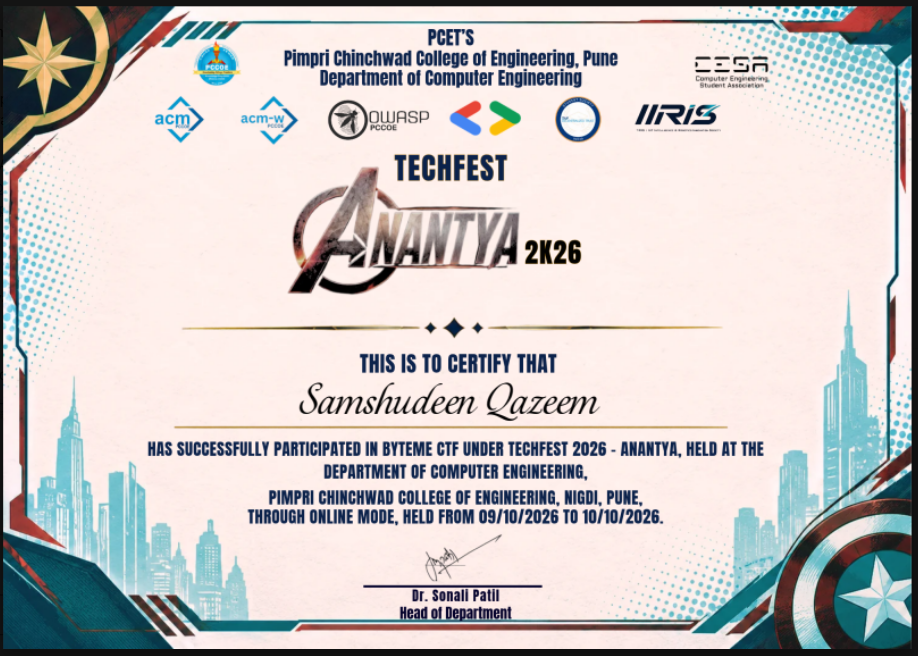 PCET'S
Pimpri Chinchwad College of Engineering, Pune
Department of Computer Engineering
PCCOE
CESA
Computer Engineering
Student Association
acm
PCCOE
acm-w
PCCOE
OWASP
PCCOE
IIRIS
TECHFEST
ANANTYA 2K26
THIS IS TO CERTIFY THAT
Samshudeen Qazeem
HAS SUCCESSFULLY PARTICIPATED IN BYTEME CTF UNDER TECHFEST 2026 - ANANTYA, HELD AT THE
DEPARTMENT OF COMPUTER ENGINEERING,
PIMPRI CHINCHWAD COLLEGE OF ENGINEERING, NIGDI, PUNE,
THROUGH ONLINE MODE, HELD FROM 09/10/2026 TO 10/10/2026.
Dr. Sonali Patil
Head of Department